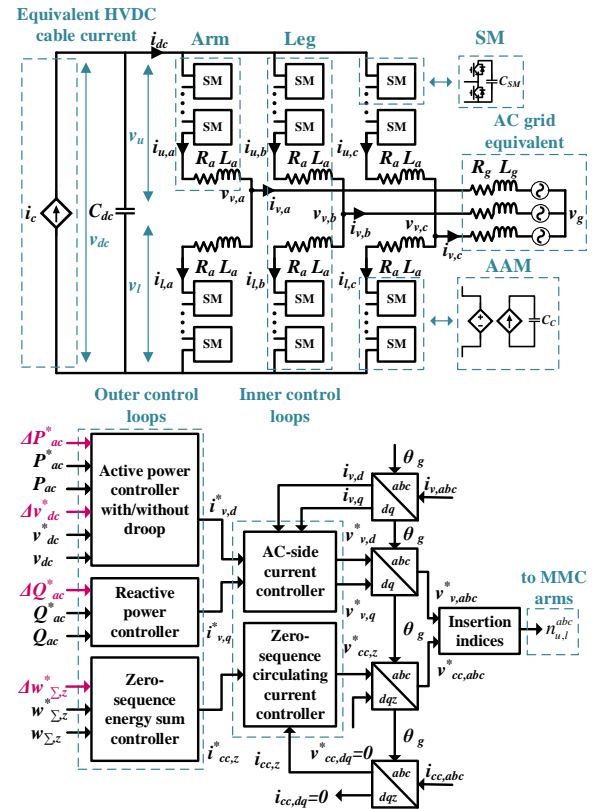 Equivalent HVDC
cable current
i_dc
Arm
Leg
SM
SM
SM
SM
C_SM
SM
SM
SM
v_u
i_u,a
i_u,b
i_u,c
AC grid
equivalent
R_a L_a
R_a L_a
R_a L_a
R_g L_g
v_v,a
i_v,a
i_c
C_dc
v_v,b
i_v,b
v_g
v_dc
v_v,c
i_v,c
v_l
R_a L_a
R_a L_a
R_a L_a
AAM
i_l,a
i_l,b
i_l,c
SM
SM
SM
C_C
SM
SM
SM
Outer control
loops
Inner control
loops
ΔP*_ac
P*_ac
P_ac
Δv*_dc
v*_dc
v_dc
Active power
controller
with/without
droop
i*_v,d
ΔQ*_ac
Q*_ac
Q_ac
Reactive
power
controller
i*_v,q
Δw*_Σ,z
w*_Σ,z
w_Σ,z
Zero-
sequence
energy sum
controller
i*_cc,z
i_v,d
i_v,q
θ_g
abc
dq
i_v,abc
θ_g
AC-side
current
controller
v*_v,d
v*_v,q
abc
dq
v*_v,abc
θ_g
Zero-
sequence
circulating
current
controller
v*_cc,z
abc
dqz
v*_cc,abc
Insertion
indices
to MMC
arms
n_u,l^abc
θ_g
v*_cc,dq=0
i_cc,z
abc
dqz
i_cc,abc
i_cc,dq=0